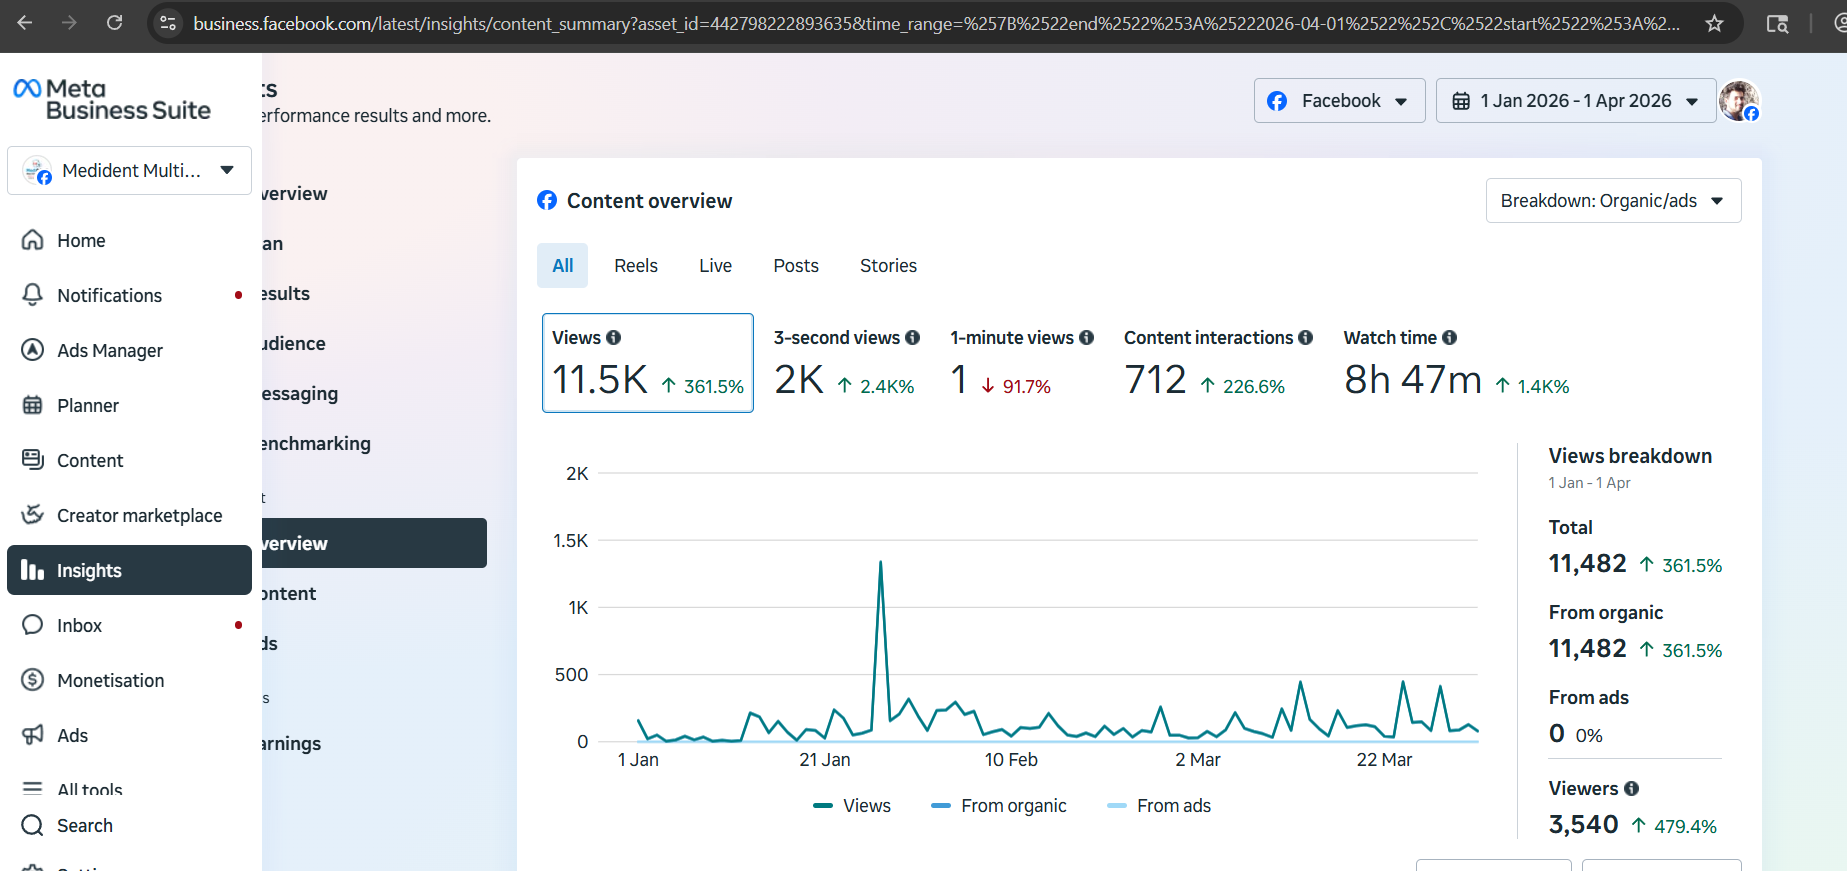 business.facebook.com/latest/insights/content_summary?asset_id=442798222893635&time_range=%257B%2522end%2522%253A%25222026-04-01%2522%252C%2522start%2522%253A%2...
Meta
Business Suite
Medident Multi...
Home
Notifications
Ads Manager
Planner
Content
Creator marketplace
Insights
Inbox
Monetisation
Ads
All tools
Search
ts
erformance results and more.
verview
an
esults
udience
essaging
enchmarking
t
verview
ontent
ds
s
arnings
Facebook
1 Jan 2026 - 1 Apr 2026
Content overview
Breakdown: Organic/ads
All Reels Live Posts Stories
Views 3-second views 1-minute views Content interactions Watch time
11.5K ↑ 361.5% 2K ↑ 2.4K% 1 ↓ 91.7% 712 ↑ 226.6% 8h 47m ↑ 1.4K%
2K
1.5K
1K
500
0
1 Jan 21 Jan 10 Feb 2 Mar 22 Mar
Views From organic From ads
Views breakdown
1 Jan - 1 Apr
Total
11,482 ↑ 361.5%
From organic
11,482 ↑ 361.5%
From ads
0 0%
Viewers
3,540 ↑ 479.4%